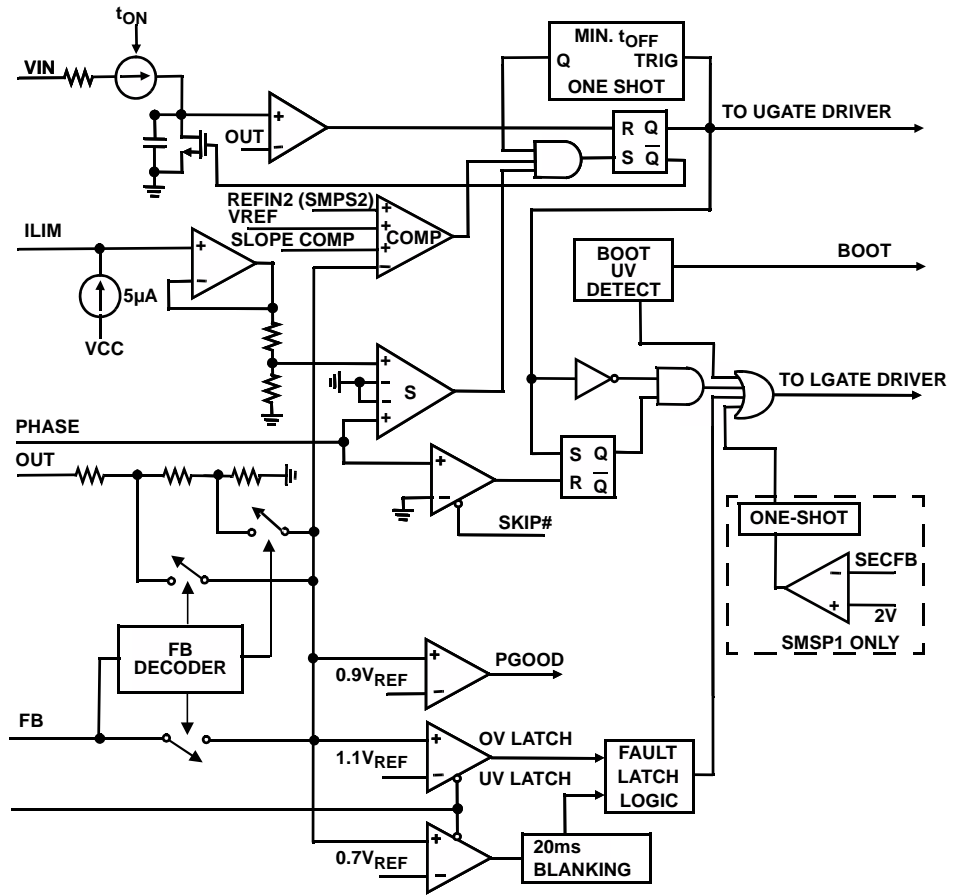 tON
VIN
MIN. tOFF
Q TRIG
ONE SHOT
+
OUT
−
R Q
S Q
TO UGATE DRIVER
REFIN2 (SMPS2)
VREF
SLOPE COMP
+
+
+
−
COMP
ILIM
+
−
5µA
VCC
BOOT
UV
DETECT
BOOT
+
−
−
+
S
TO LGATE DRIVER
PHASE
OUT
+
−
SKIP#
S Q
R Q
ONE-SHOT
− SECFB
+ 2V
SMSP1 ONLY
FB
DECODER
+
0.9VREF
−
PGOOD
FB
+
1.1VREF
−
OV LATCH
UV LATCH
FAULT
LATCH
LOGIC
+
0.7VREF
−
20ms
BLANKING